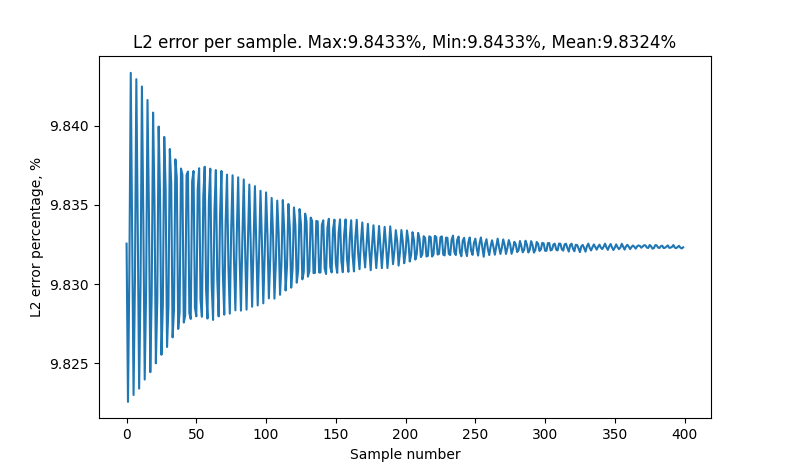 L2 error per sample. Max:9.8433%, Min:9.8433%, Mean:9.8324%
9.840
9.835
9.830
9.825
L2 error percentage, %
0 50 100 150 200 250 300 350 400
Sample number